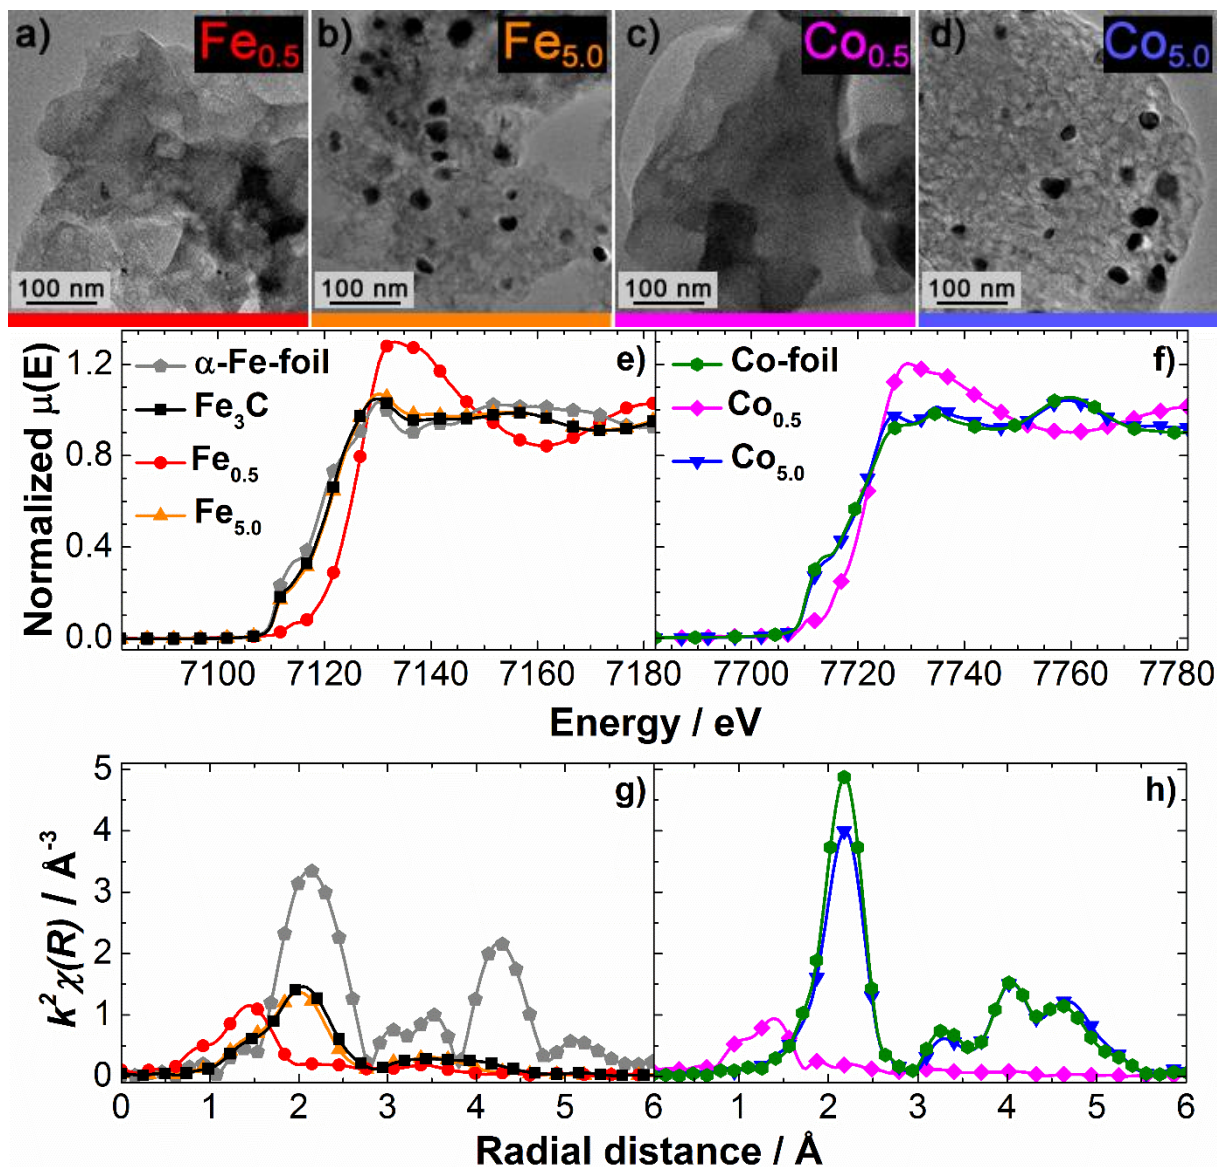 a) Fe0.5 b) Fe5.0 c) Co0.5 d) Co5.0
100 nm 100 nm 100 nm 100 nm
Normalized μ(E)
1.2
0.8
0.4
0.0
e)
α-Fe-foil
Fe3C
Fe0.5
Fe5.0
7100 7120 7140 7160 7180
f)
Co-foil
Co0.5
Co5.0
7700 7720 7740 7760 7780
Energy / eV
k2 χ(R) / Å-3
5
4
3
2
1
0
g)
0 1 2 3 4 5 6
h)
1 2 3 4 5 6
Radial distance / Å